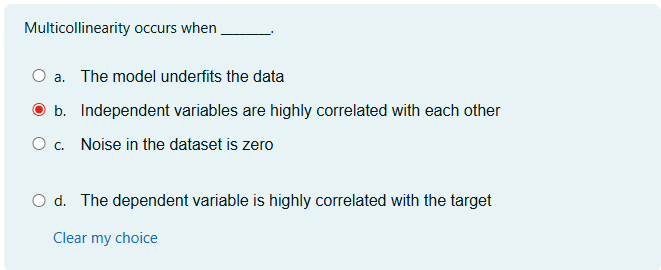 Multicollinearity occurs when ________.
a. The model underfits the data
b. Independent variables are highly correlated with each other
c. Noise in the dataset is zero
d. The dependent variable is highly correlated with the target
Clear my choice